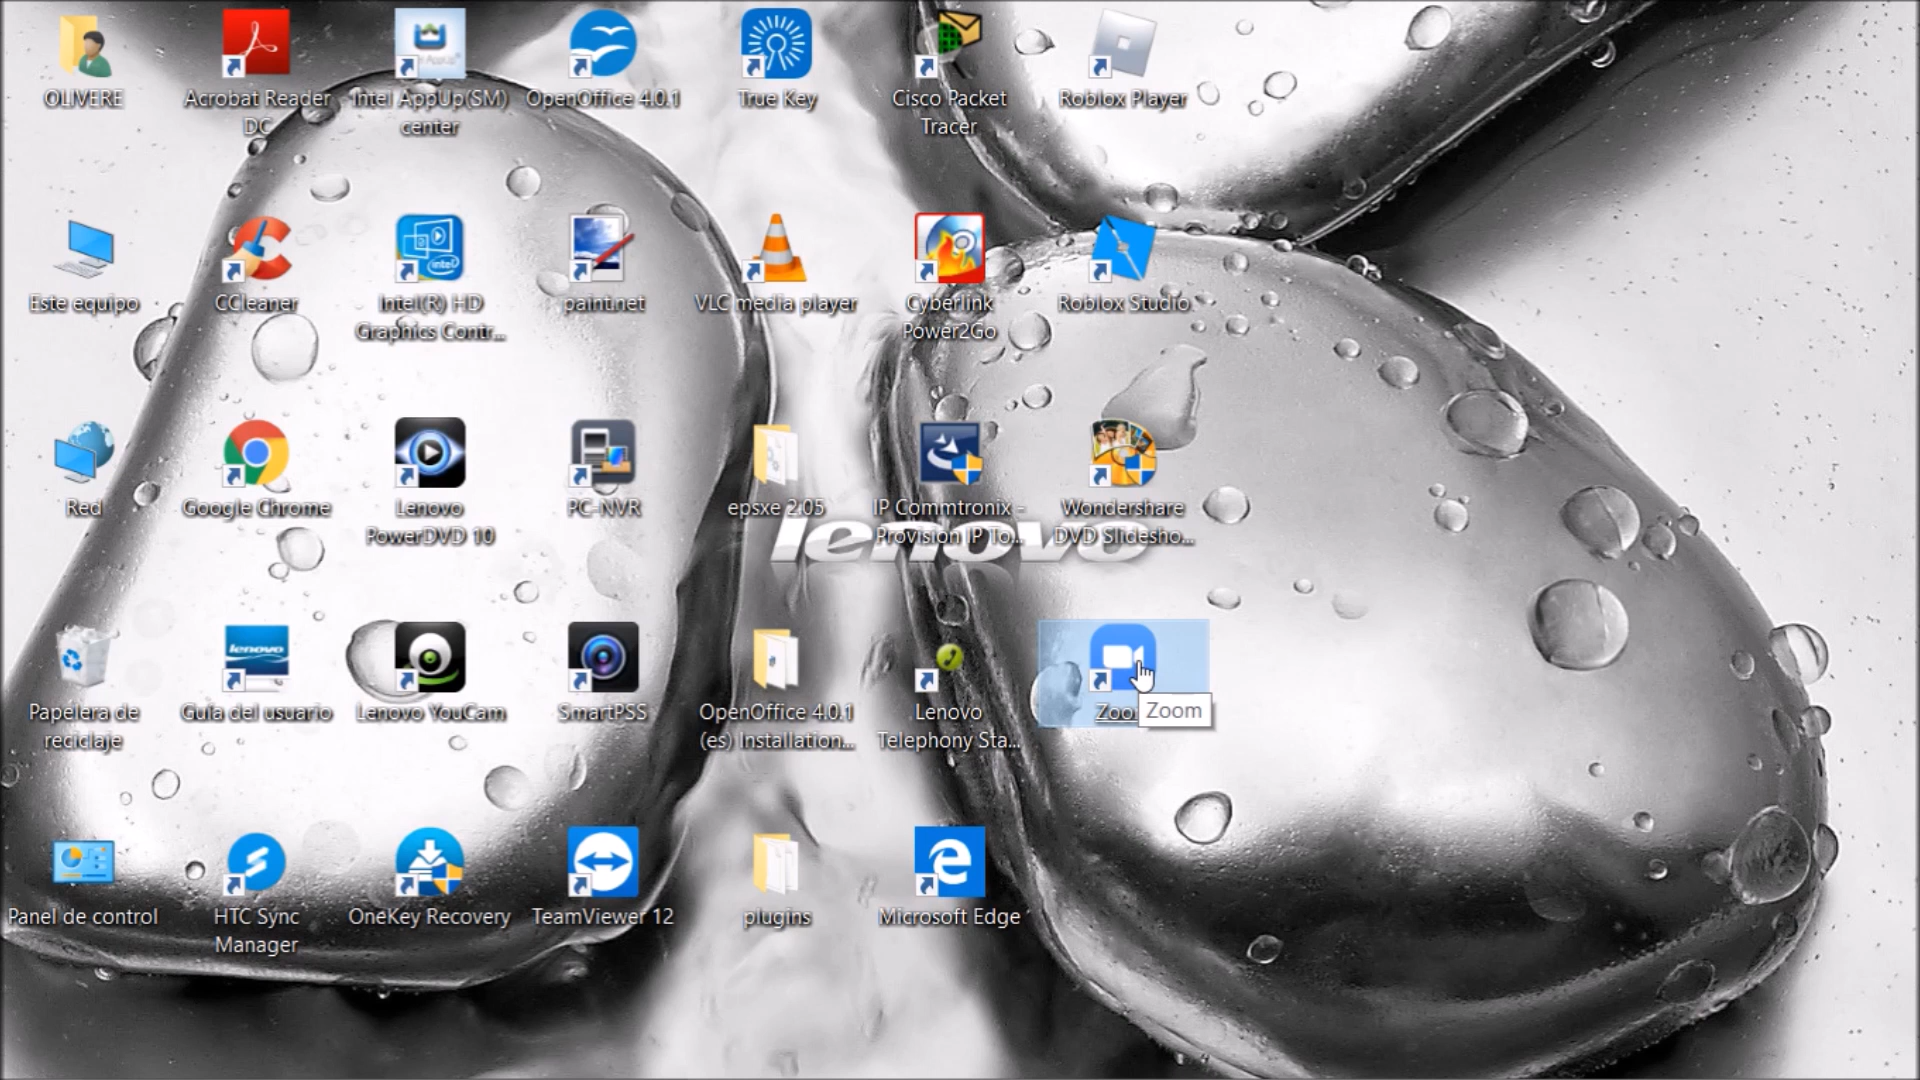 OLIVERE
Acrobat Reader
DC
Intel AppUp(SM)
center
OpenOffice 4.0.1
True Key
Cisco Packet
Tracer
Roblox Player
Este equipo
CCleaner
Intel(R) HD
Graphics Contr...
intel
paint.net
VLC media player
Cyberlink
Power2Go
Roblox Studio
Red
Google Chrome
Lenovo
PowerDVD 10
PC-NVR
epsxe 2.05
IP Commtronix -
Provision IP To...
Wondershare
DVD Slidesho...
lenovo
Papelera de
reciclaje
lenovo
Guía del usuario
Lenovo YouCam
SmartPSS
OpenOffice 4.0.1
(es) Installation...
Lenovo
Telephony Sta...
Zoom
Panel de control
HTC Sync
Manager
OneKey Recovery
TeamViewer 12
plugins
Microsoft Edge